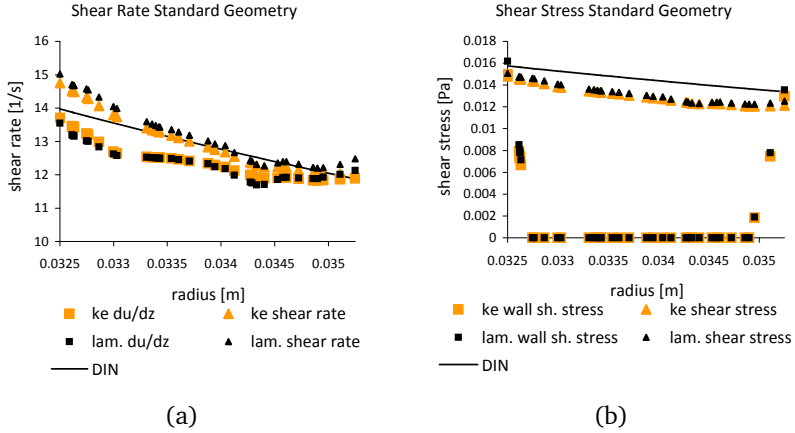 Shear Rate Standard Geometry
16
15
14
13
12
11
10
shear rate [1/s]
0.0325 0.033 0.0335 0.034 0.0345 0.035
radius [m]
ke du/dz ke shear rate
lam. du/dz lam. shear rate
DIN
(a)
Shear Stress Standard Geometry
0.018
0.016
0.014
0.012
0.01
0.008
0.006
0.004
0.002
0
shear stress [Pa]
0.0325 0.033 0.0335 0.034 0.0345 0.035
radius [m]
ke wall sh. stress ke shear stress
lam. wall sh. stress lam. shear stress
DIN
(b)